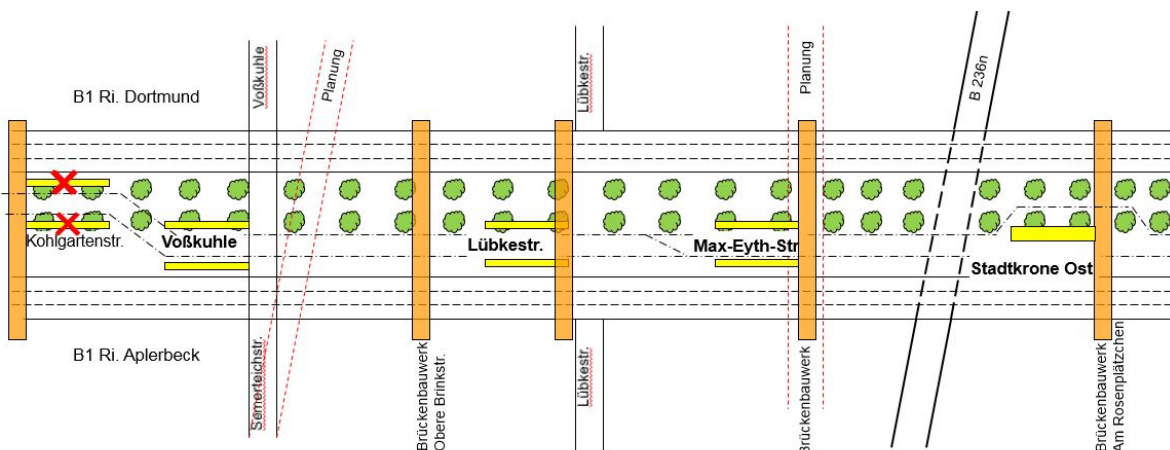 B1 Ri. Dortmund
Voßkuhle
Planung
Lübkestr.
Planung
B 236n
Kohlgartenstr.
Voßkuhle
Lübkestr.
Max-Eyth-Str
Stadtkrone Ost
B1 Ri. Aplerbeck
Semerteichstr.
Brückenbauwerk
Obere Brinkstr.
Lübkestr.
Brückenbauwerk
Brückenbauwerk
Am Rosenplätzchen